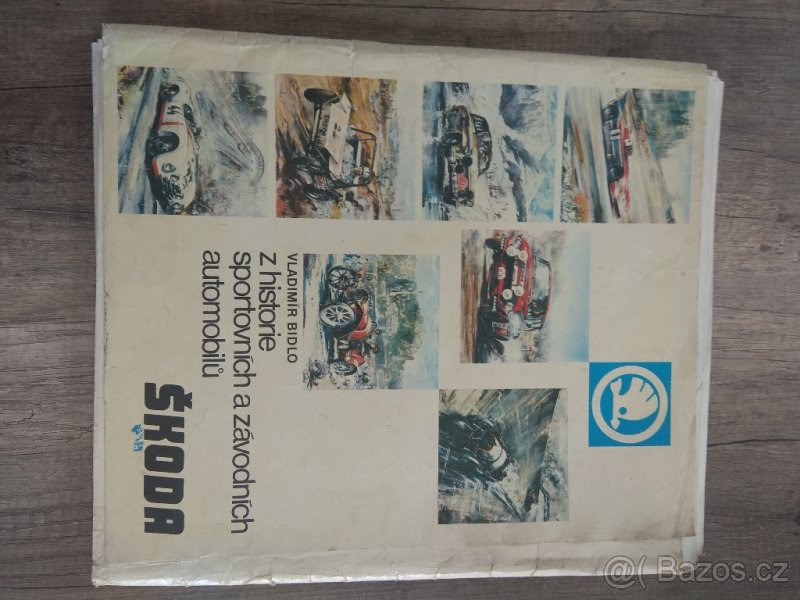 VLADIMÍR BIDLO
z historie
sportovních a závodních
automobilů
ŠKODA
© Bazos.cz